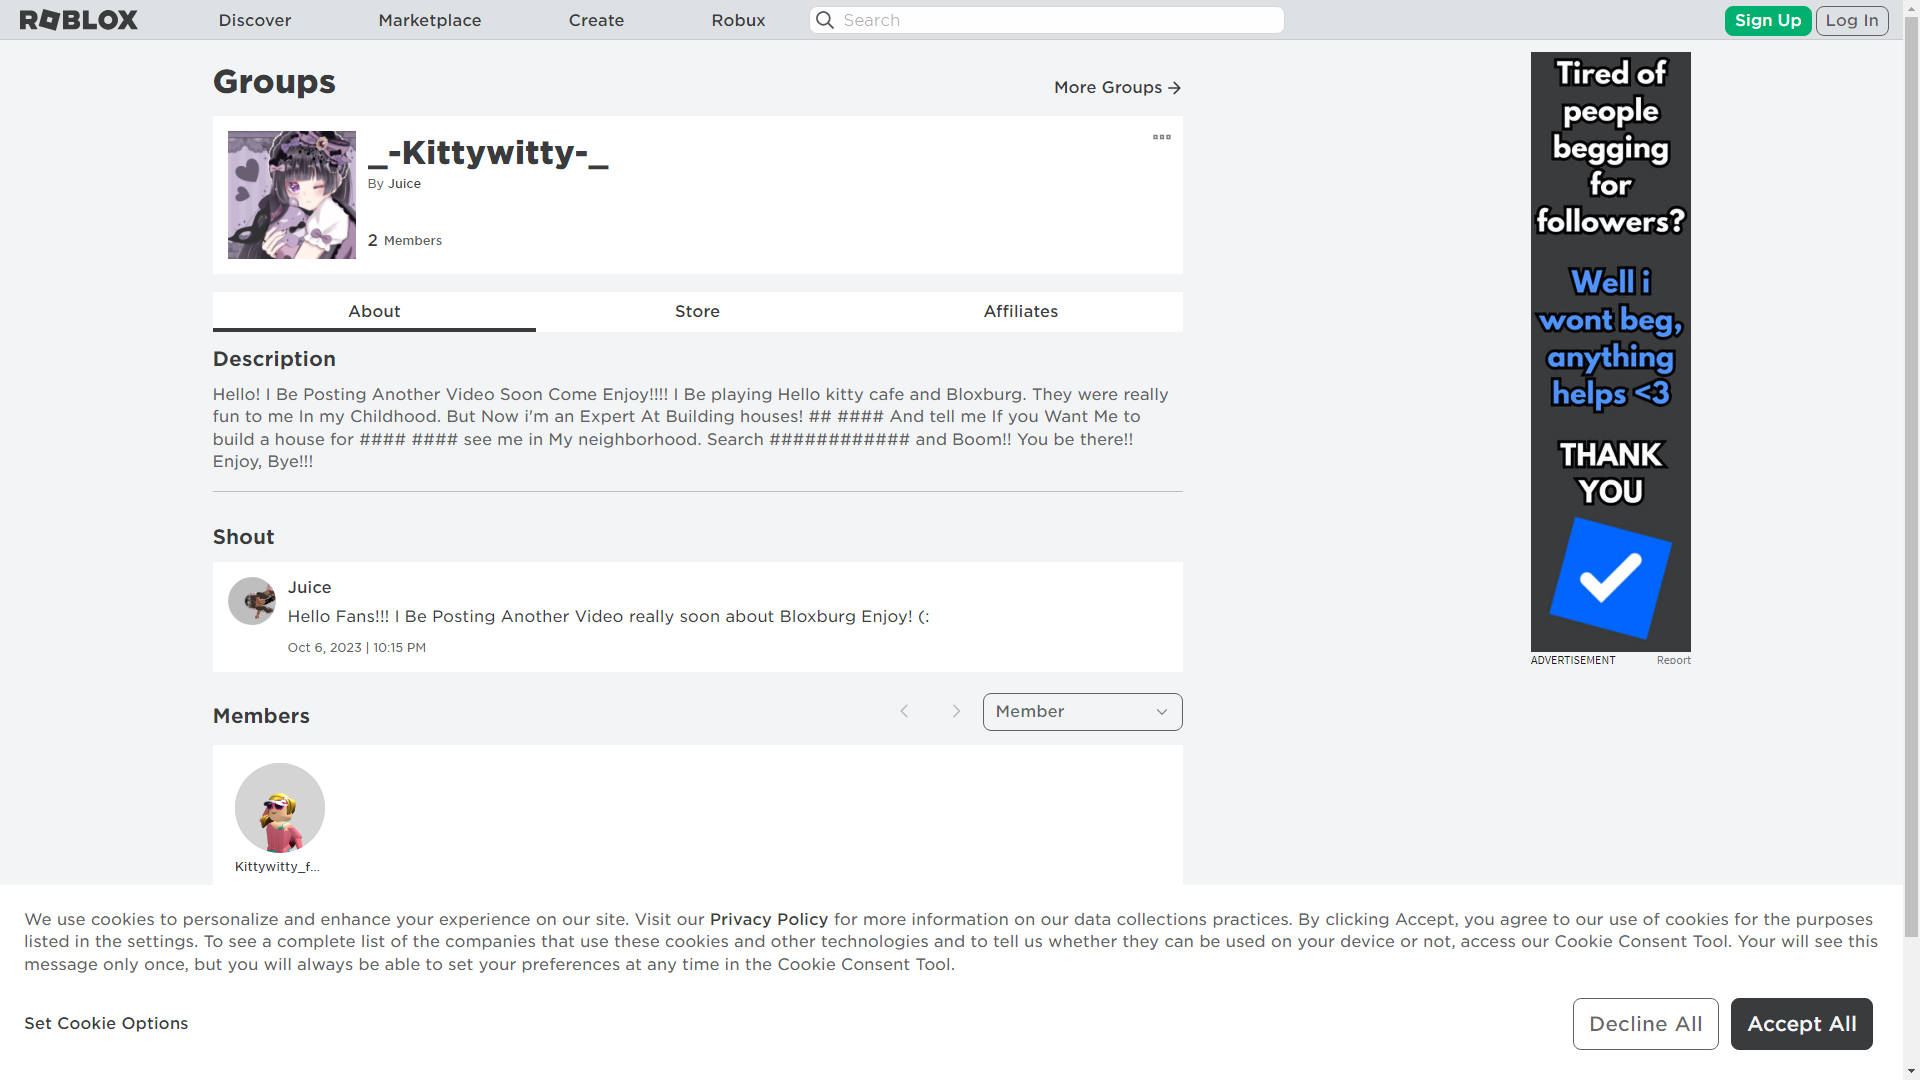 ROBLOX Discover Marketplace Create Robux Search Sign Up Log In
Groups
More Groups
_-Kittywitty-_
By Juice
2 Members
About Store Affiliates
Description
Hello! I Be Posting Another Video Soon Come Enjoy!!!! I Be playing Hello kitty cafe and Bloxburg. They were really
fun to me In my Childhood. But Now i'm an Expert At Building houses! ## #### And tell me If you Want Me to
build a house for #### #### see me in My neighborhood. Search ############ and Boom!! You be there!!
Enjoy, Bye!!!
Shout
Juice
Hello Fans!!! I Be Posting Another Video really soon about Bloxburg Enjoy! (:
Oct 6, 2023 | 10:15 PM
Members
Member
Kittywitty_f...
Tired of
people
begging
for
followers?
Well i
wont beg,
anything
helps <3
THANK
YOU
ADVERTISEMENT Report
We use cookies to personalize and enhance your experience on our site. Visit our Privacy Policy for more information on our data collections practices. By clicking Accept, you agree to our use of cookies for the purposes
listed in the settings. To see a complete list of the companies that use these cookies and other technologies and to tell us whether they can be used on your device or not, access our Cookie Consent Tool. Your will see this
message only once, but you will always be able to set your preferences at any time in the Cookie Consent Tool.
Set Cookie Options
Decline All
Accept All